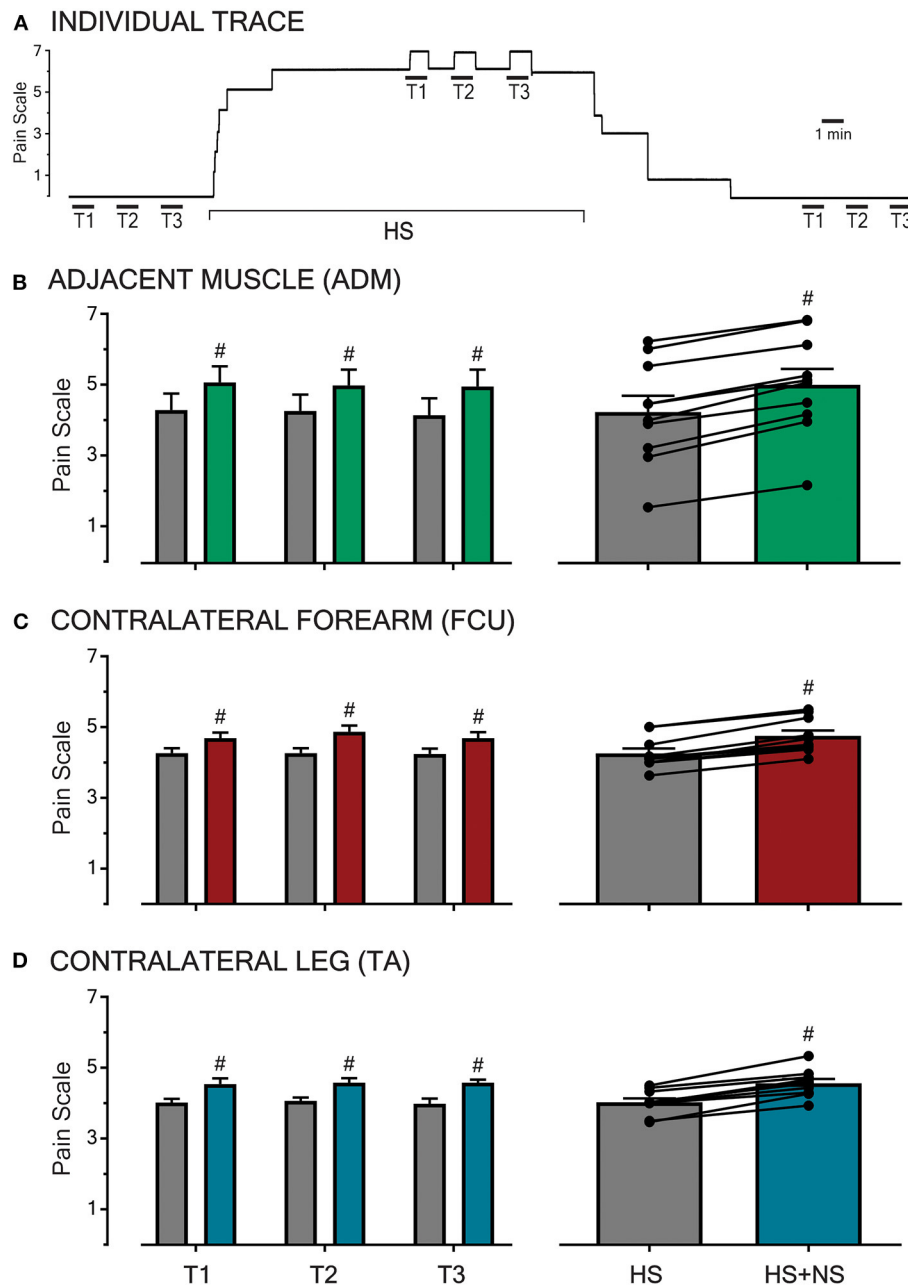 A INDIVIDUAL TRACE
7
5
3
1
Pain Scale
T1 T2 T3
1 min
T1 T2 T3
T1 T2 T3
HS
B ADJACENT MUSCLE (ADM)
7
5
3
1
Pain Scale
# # #
#
C CONTRALATERAL FOREARM (FCU)
7
5
3
1
Pain Scale
# # #
#
D CONTRALATERAL LEG (TA)
7
5
3
1
Pain Scale
# # #
#
T1 T2 T3 HS HS+NS